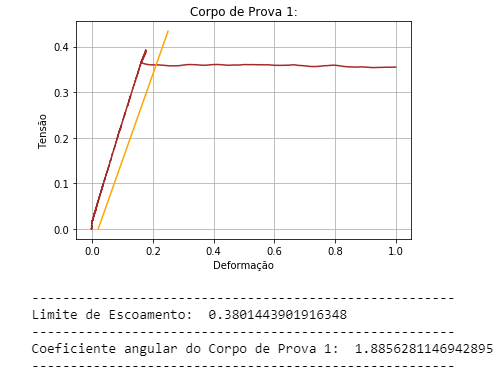 Corpo de Prova 1:
0.4
0.3
0.2
0.1
0.0
Tensão
0.0 0.2 0.4 0.6 0.8 1.0
Deformação
------------------------------------------------------
Limite de Escoamento:  0.3801443901916348
------------------------------------------------------
Coeficiente angular do Corpo de Prova 1:  1.8856281146942895
------------------------------------------------------